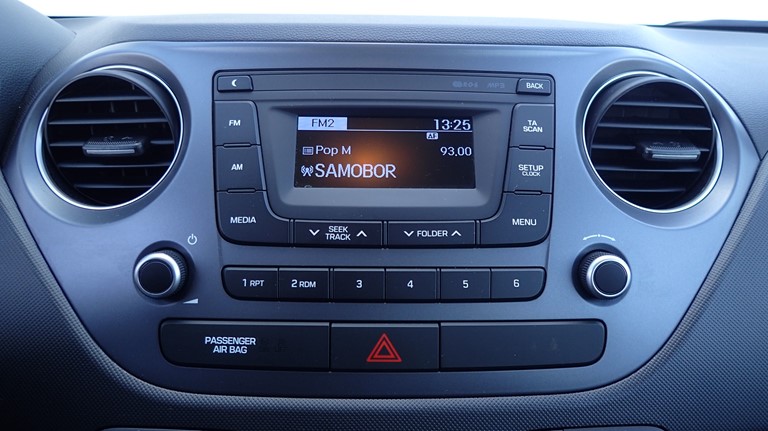 BACK
FM
FM2 13:25
AF
TA SCAN
Pop M 93,00
AM
SAMOBOR
SETUP CLOCK
MEDIA
SEEK TRACK
FOLDER
MENU
1 RPT
2 RDM
3
4
5
6
PASSENGER AIR BAG